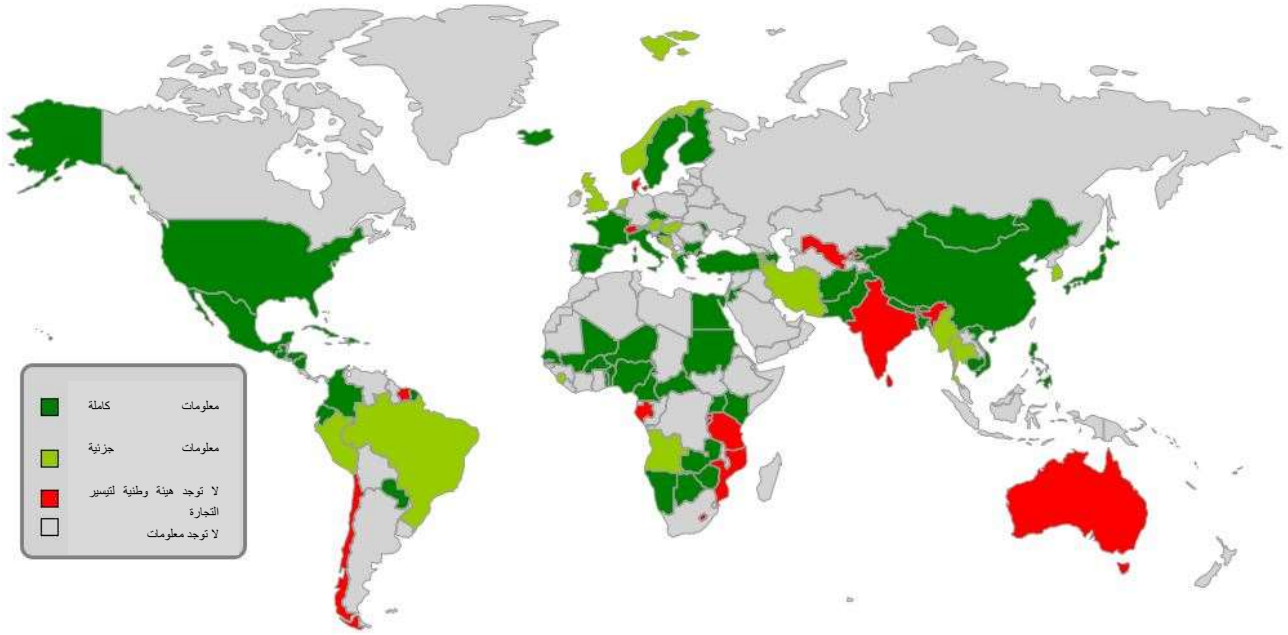 معلومات كاملة
معلومات جزئية
لا توجد هيئة وطنية لتيسير
التجارة
لا توجد معلومات